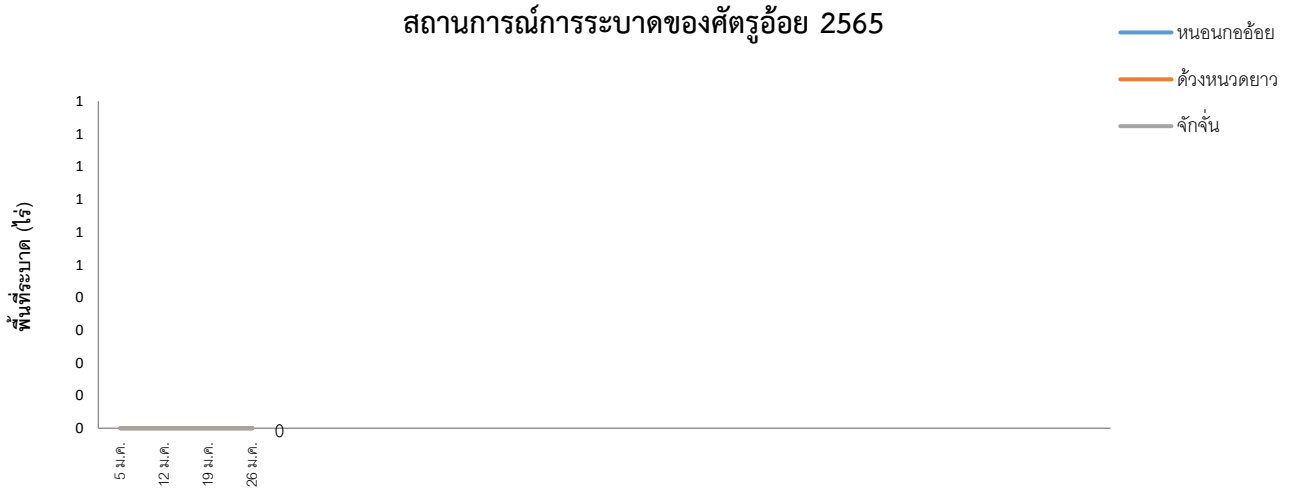 สถานการณ์การระบาดของศัตรูอ้อย 2565
หนอนกออ้อย
ด้วงหนวดยาว
จักจั่น
พื้นที่ระบาด (ไร่)
1
1
1
1
1
1
0
0
0
0
0
0
5 ม.ค.
12 ม.ค.
19 ม.ค.
26 ม.ค.